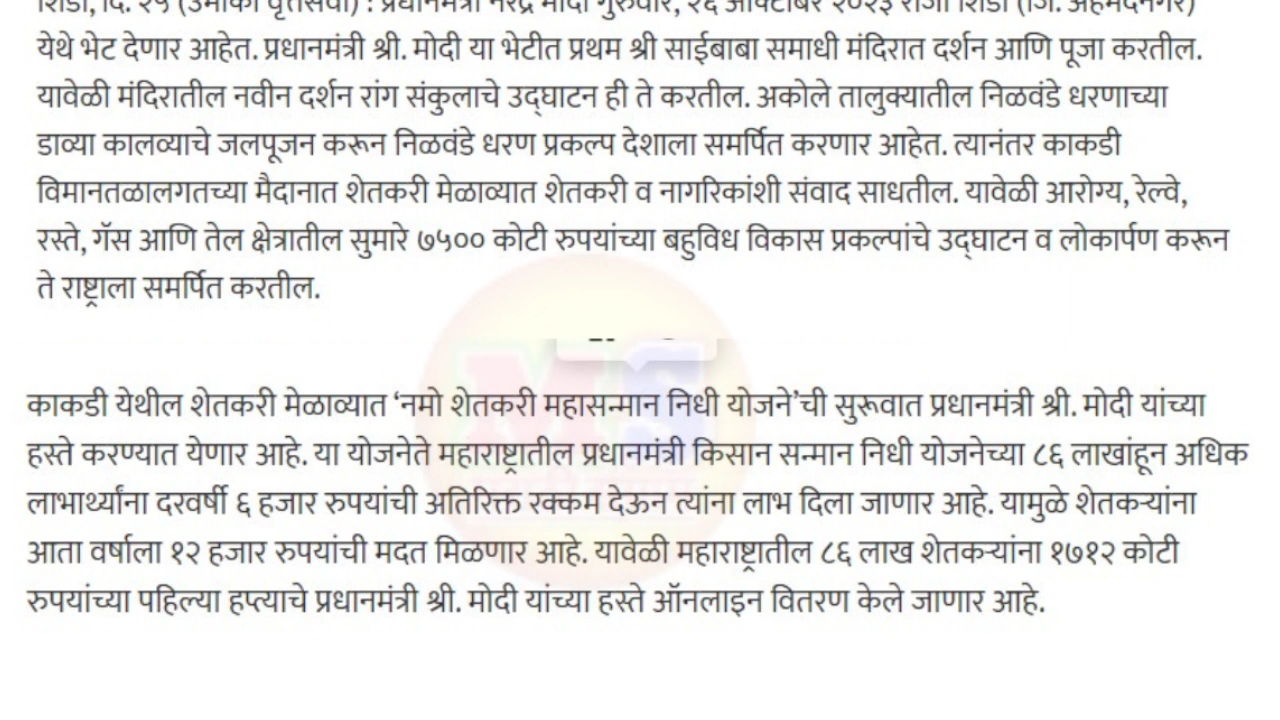 शिर्डी, दि. २५ (उमाका वृत्तसेवा) : प्रधानमंत्री नरेंद्र मोदी गुरुवार, २६ ऑक्टोबर २०२३ रोजी शिर्डी (जि. अहमदनगर)
येथे भेट देणार आहेत. प्रधानमंत्री श्री. मोदी या भेटीत प्रथम श्री साईबाबा समाधी मंदिरात दर्शन आणि पूजा करतील.
यावेळी मंदिरातील नवीन दर्शन रांग संकुलाचे उद्‌घाटन ही ते करतील. अकोले तालुक्यातील निळवंडे धरणाच्या
डाव्या कालव्याचे जलपूजन करून निळवंडे धरण प्रकल्प देशाला समर्पित करणार आहेत. त्यानंतर काकडी
विमानतळालगतच्या मैदानात शेतकरी मेळाव्यात शेतकरी व नागरिकांशी संवाद साधतील. यावेळी आरोग्य, रेल्वे,
रस्ते, गॅस आणि तेल क्षेत्रातील सुमारे ७५०० कोटी रुपयांच्या बहुविध विकास प्रकल्पांचे उद्‌घाटन व लोकार्पण करून
ते राष्ट्राला समर्पित करतील.
काकडी येथील शेतकरी मेळाव्यात ‘नमो शेतकरी महासन्मान निधी योजने’ची सुरूवात प्रधानमंत्री श्री. मोदी यांच्या
हस्ते करण्यात येणार आहे. या योजनेते महाराष्ट्रातील प्रधानमंत्री किसान सन्मान निधी योजनेच्या ८६ लाखांहून अधिक
लाभार्थ्यांना दरवर्षी ६ हजार रुपयांची अतिरिक्त रक्कम देऊन त्यांना लाभ दिला जाणार आहे. यामुळे शेतकऱ्यांना
आता वर्षाला १२ हजार रुपयांची मदत मिळणार आहे. यावेळी महाराष्ट्रातील ८६ लाख शेतकऱ्यांना १७१२ कोटी
रुपयांच्या पहिल्या हप्त्याचे प्रधानमंत्री श्री. मोदी यांच्या हस्ते ऑनलाइन वितरण केले जाणार आहे.
MS